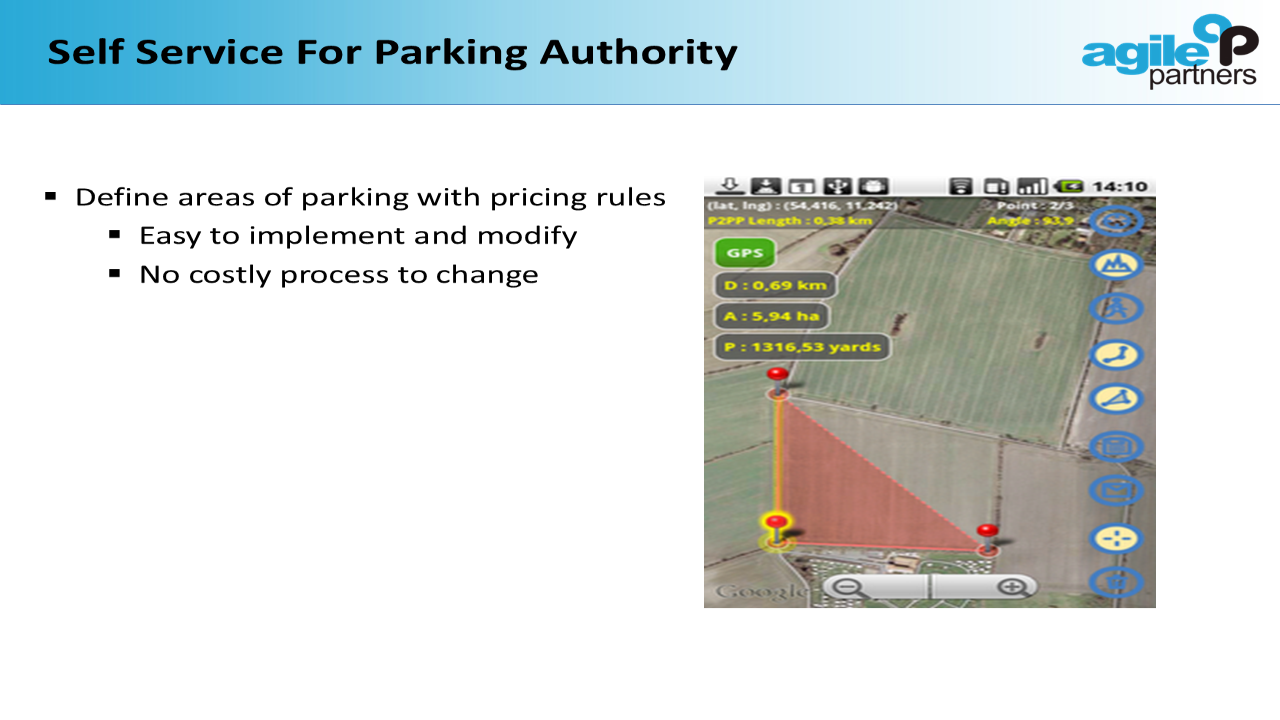 Self Service For Parking Authority
agile
partners
▪ Define areas of parking with pricing rules
▪ Easy to implement and modify
▪ No costly process to change
14:10
(lat, lng) : (54,416, 11,242) Point : 2/3
P2PP Length : 0,38 km Angle : 93,9
GPS
D : 0,69 km
A : 5,94 ha
P : 1316,53 yards
Google